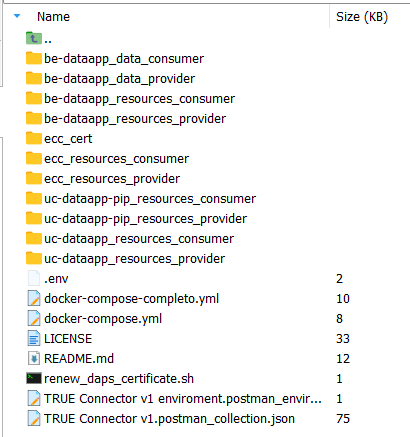 Name Size (KB)
..
be-dataapp_data_consumer
be-dataapp_data_provider
be-dataapp_resources_consumer
be-dataapp_resources_provider
ecc_cert
ecc_resources_consumer
ecc_resources_provider
uc-dataapp-pip_resources_consumer
uc-dataapp-pip_resources_provider
uc-dataapp_resources_consumer
uc-dataapp_resources_provider
.env 2
docker-compose-completo.yml 10
docker-compose.yml 8
LICENSE 33
README.md 12
renew_daps_certificate.sh 1
TRUE Connector v1 enviroment.postman_envir... 1
TRUE Connector v1.postman_collection.json 75